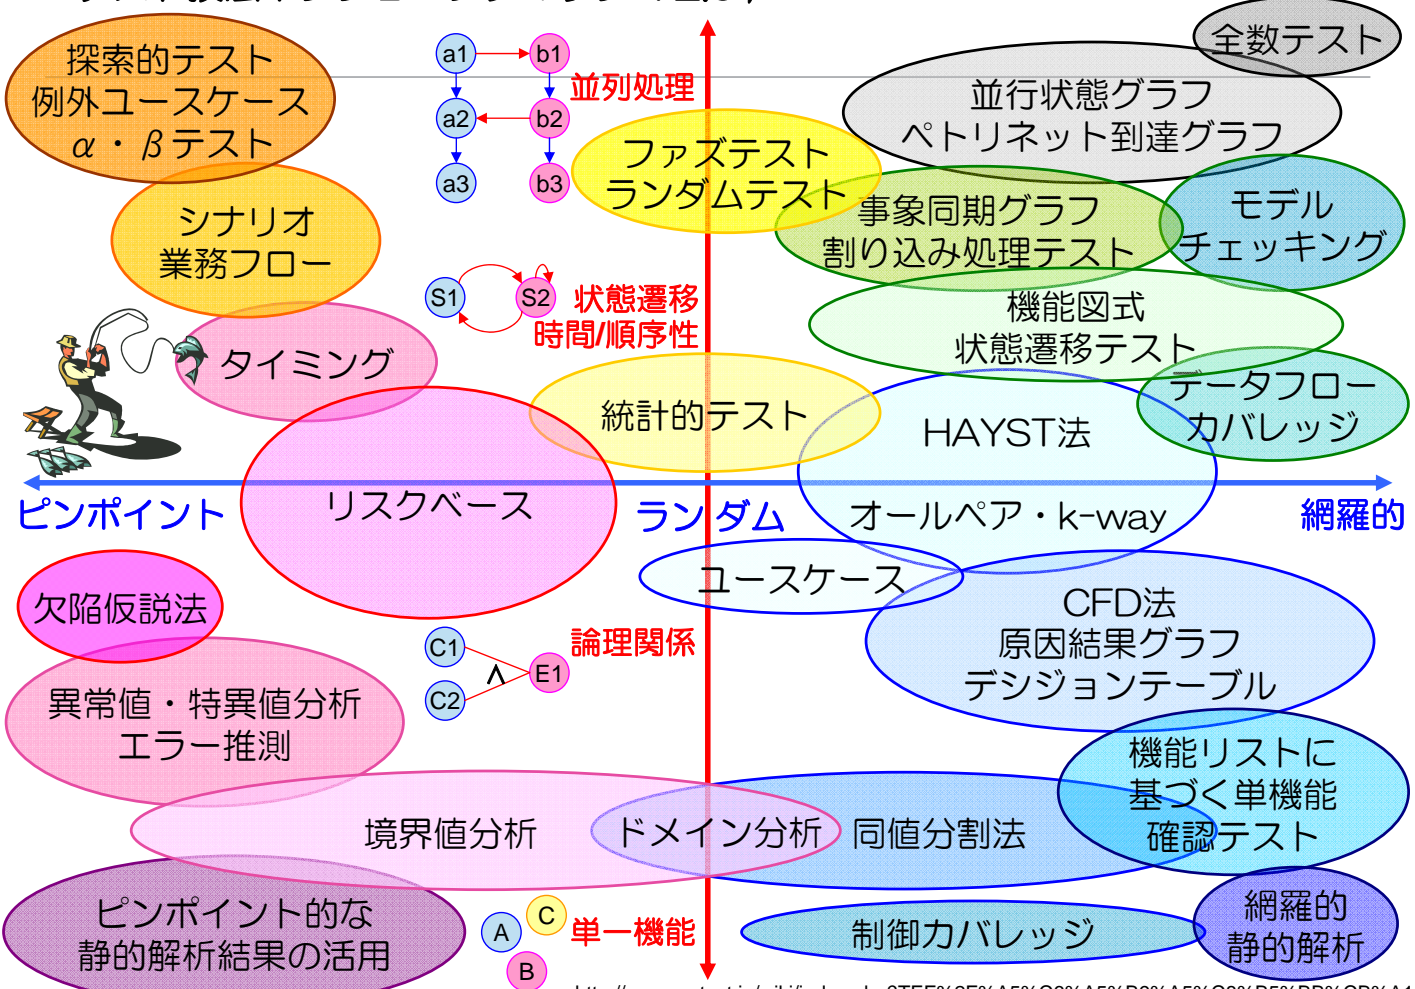 全数テスト
探索的テスト
例外ユースケース
α・βテスト
a1
b1
並列処理
a2
b2
a3
b3
ファズテスト
ランダムテスト
並行状態グラフ
ペトリネット到達グラフ
事象同期グラフ
割り込み処理テスト
モデル
チェッキング
シナリオ
業務フロー
S1
S2
状態遷移
時間/順序性
機能図式
状態遷移テスト
タイミング
統計的テスト
HAYST法
データフロー
カバレッジ
リスクベース
オールペア・k-way
ピンポイント
ランダム
網羅的
ユースケース
欠陥仮説法
CFD法
原因結果グラフ
デシジョンテーブル
C1
C2
∧
E1
論理関係
異常値・特異値分析
エラー推測
機能リストに
基づく単機能
確認テスト
境界値分析
ドメイン分析
同値分割法
ピンポイント的な
静的解析結果の活用
A
C
B
単一機能
制御カバレッジ
網羅的
静的解析